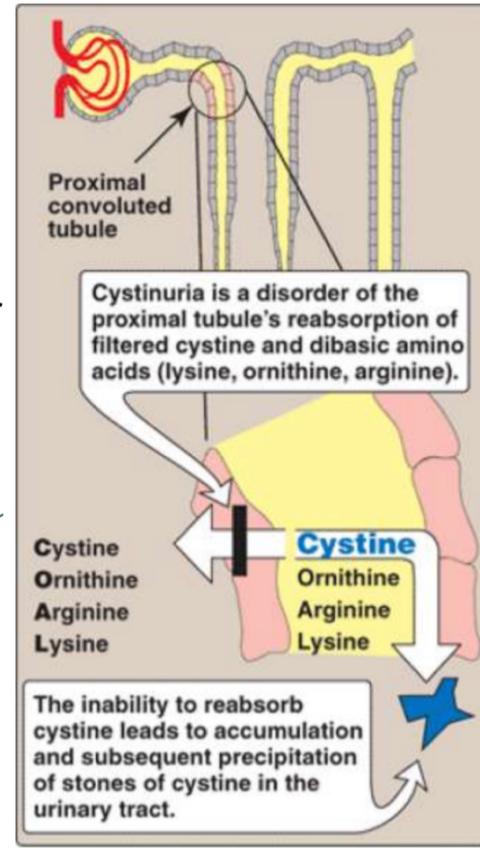 Proximal
convoluted
tubule
Cystinuria is a disorder of the
proximal tubule's reabsorption of
filtered cystine and dibasic amino
acids (lysine, ornithine, arginine).
Cystine
Ornithine
Arginine
Lysine
Cystine
Ornithine
Arginine
Lysine
The inability to reabsorb
cystine leads to accumulation
and subsequent precipitation
of stones of cystine in the
urinary tract.